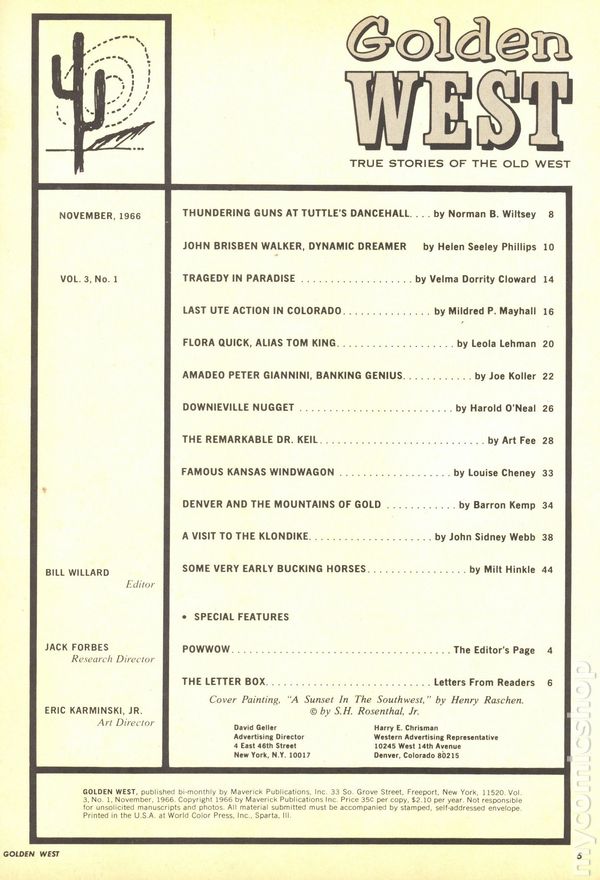 Golden
WEST
TRUE STORIES OF THE OLD WEST
NOVEMBER, 1966
VOL. 3, No. 1
THUNDERING GUNS AT TUTTLE'S DANCEHALL.... by Norman B. Wiltsey 8
JOHN BRISBEN WALKER, DYNAMIC DREAMER by Helen Seeley Phillips 10
TRAGEDY IN PARADISE ................... by Velma Dorrity Cloward 14
LAST UTE ACTION IN COLORADO............... by Mildred P. Mayhall 16
FLORA QUICK, ALIAS TOM KING.................... by Leola Lehman 20
AMADEO PETER GIANNINI, BANKING GENIUS............ by Joe Koller 22
DOWNIEVILLE NUGGET .......................... by Harold O'Neal 26
THE REMARKABLE DR. KEIL............................ by Art Fee 28
FAMOUS KANSAS WINDWAGON ................... by Louise Cheney 33
DENVER AND THE MOUNTAINS OF GOLD ............ by Barron Kemp 34
A VISIT TO THE KLONDIKE..................... by John Sidney Webb 38
SOME VERY EARLY BUCKING HORSES................ by Milt Hinkle 44
BILL WILLARD
Editor
JACK FORBES
Research Director
ERIC KARMINSKI, JR.
Art Director
• SPECIAL FEATURES
POWWOW..................................... The Editor's Page 4
THE LETTER BOX............................ Letters From Readers 6
Cover Painting, "A Sunset In The Southwest," by Henry Raschen.
© by S.H. Rosenthal, Jr.
David Geller
Advertising Director
4 East 46th Street
New York, N.Y. 10017
Harry E. Chrisman
Western Advertising Representative
10245 West 14th Avenue
Denver, Colorado 80215
GOLDEN WEST, published bi-monthly by Maverick Publications, Inc. 33 So. Grove Street, Freeport, New York, 11520. Vol.
3, No. 1, November, 1966. Copyright 1966 by Maverick Publications Inc. Price 35C per copy, $2.10 per year. Not responsible
for unsolicited manuscripts and photos. All material submitted must be accompanied by stamped, self-addressed envelope.
Printed in the U.S.A. at World Color Press, Inc., Sparta, Ill.
GOLDEN WEST
5
mycomicshop